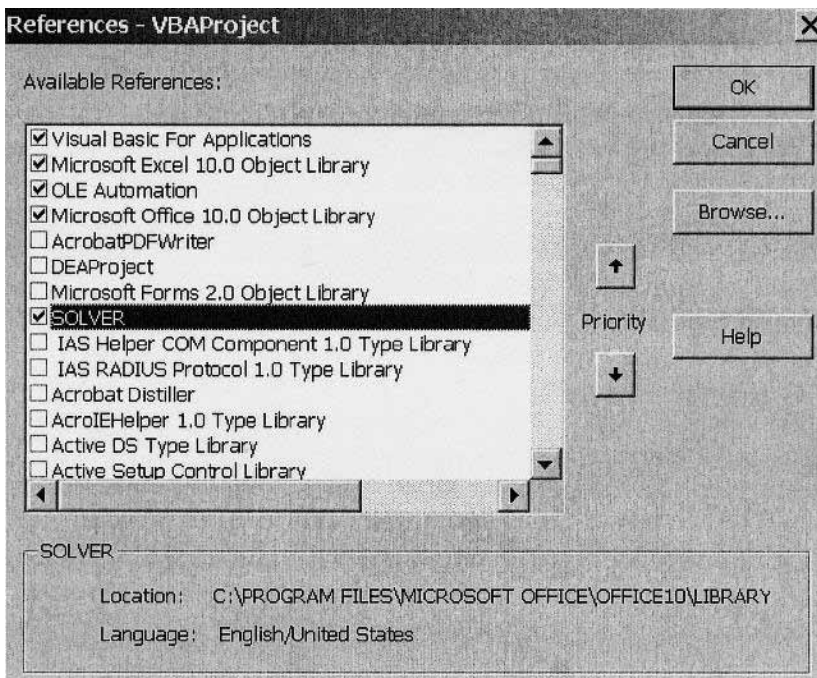 References - VBAProject
Available References:
Visual Basic For Applications
Microsoft Excel 10.0 Object Library
OLE Automation
Microsoft Office 10.0 Object Library
AcrobatPDFWriter
DEAProject
Microsoft Forms 2.0 Object Library
SOLVER
IAS Helper COM Component 1.0 Type Library
IAS RADIUS Protocol 1.0 Type Library
Acrobat Distiller
AcroIEHelper 1.0 Type Library
Active DS Type Library
Active Setup Control Library
OK
Cancel
Browse...
Priority
Help
SOLVER
Location: C:\PROGRAM FILES\MICROSOFT OFFICE\OFFICE10\LIBRARY
Language: English/United States